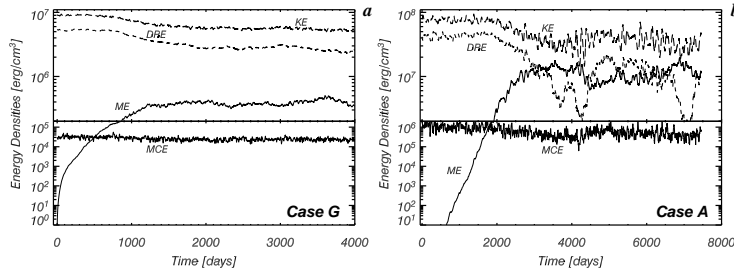 a
b
10⁷
KE
DRE
10⁶
ME
Energy Densities [erg/cm³]
10⁵
10⁴
10³
10²
10¹
10⁰
MCE
Case G
0
1000
2000
3000
4000
Time [days]
10⁸
KE
DRE
10⁷
Energy Densities [erg/cm³]
10⁶
10⁵
10⁴
10³
10²
10¹
MCE
ME
Case A
0
2000
4000
6000
8000
Time [days]